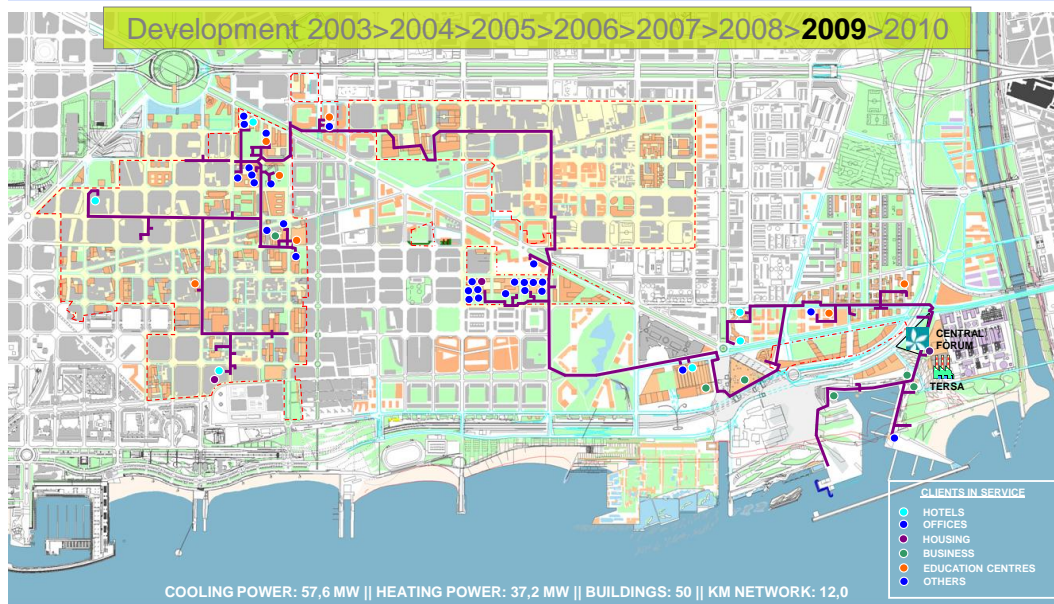 Development 2003>2004>2005>2006>2007>2008>2009>2010
CENTRAL
FÒRUM
TERSA
CLIENTS IN SERVICE
HOTELS
OFFICES
HOUSING
BUSINESS
EDUCATION CENTRES
OTHERS
COOLING POWER: 57,6 MW || HEATING POWER: 37,2 MW || BUILDINGS: 50 || KM NETWORK: 12,0